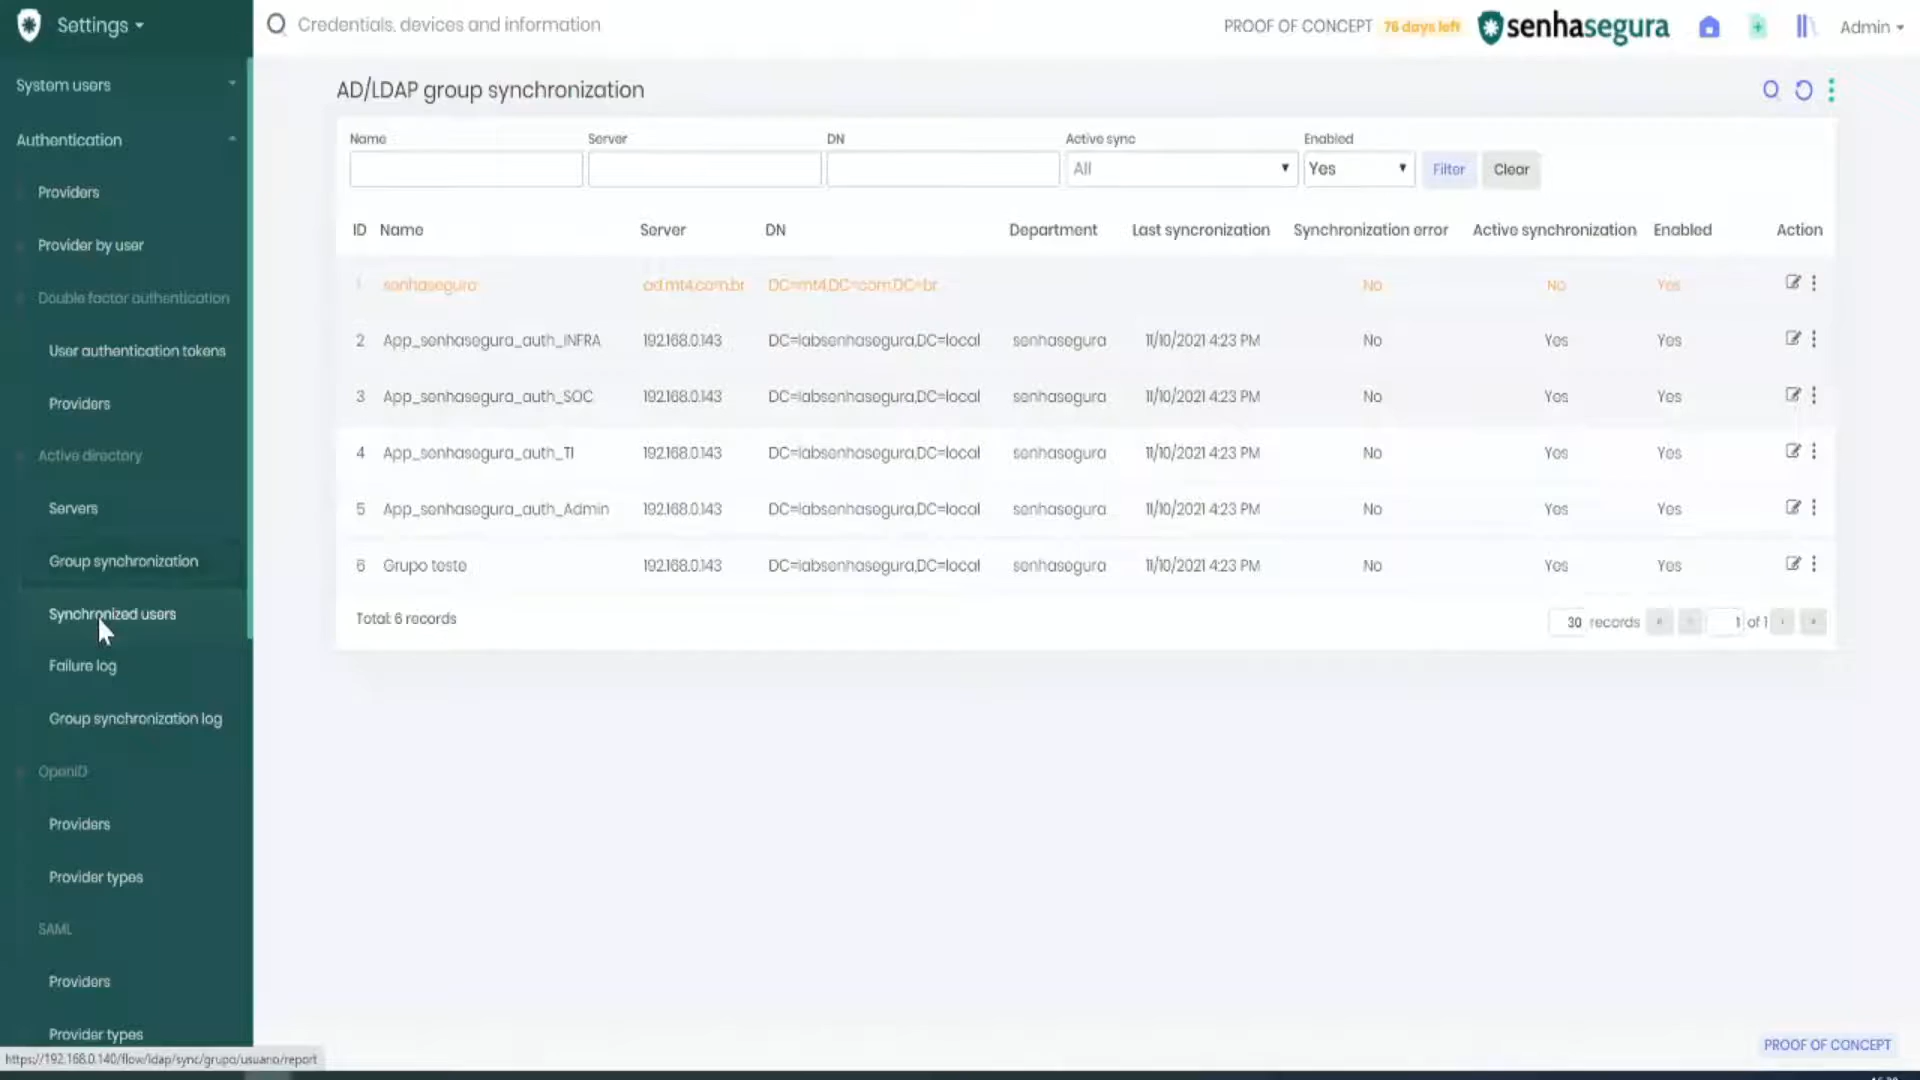 Settings
Credentials, devices and information
PROOF OF CONCEPT 76 days left
senhasegura
Admin
System users
Authentication
Providers
Provider by user
Double factor authentication
User authentication tokens
Providers
Active directory
Servers
Group synchronization
Synchronized users
Failure log
Group synchronization log
OpenID
Providers
Provider types
SAML
Providers
Provider types
https://192.168.0.140/flow/ldap/sync/grupo/usuario/report
AD/LDAP group synchronization
Name Server DN Active sync Enabled
All Yes Filter Clear
ID Name Server DN Department Last syncronization Synchronization error Active synchronization Enabled Action
1 senhasegura ad.mt4.com.br DC=mt4,DC=com,DC=br No No Yes
2 App_senhasegura_auth_INFRA 192.168.0.143 DC=labsenhasegura,DC=local senhasegura 11/10/2021 4:23 PM No Yes Yes
3 App_senhasegura_auth_SOC 192.168.0.143 DC=labsenhasegura,DC=local senhasegura 11/10/2021 4:23 PM No Yes Yes
4 App_senhasegura_auth_TI 192.168.0.143 DC=labsenhasegura,DC=local senhasegura 11/10/2021 4:23 PM No Yes Yes
5 App_senhasegura_auth_Admin 192.168.0.143 DC=labsenhasegura,DC=local senhasegura 11/10/2021 4:23 PM No Yes Yes
6 Grupo teste 192.168.0.143 DC=labsenhasegura,DC=local senhasegura 11/10/2021 4:23 PM No Yes Yes
Total: 6 records
30 records 1 of 1
PROOF OF CONCEPT